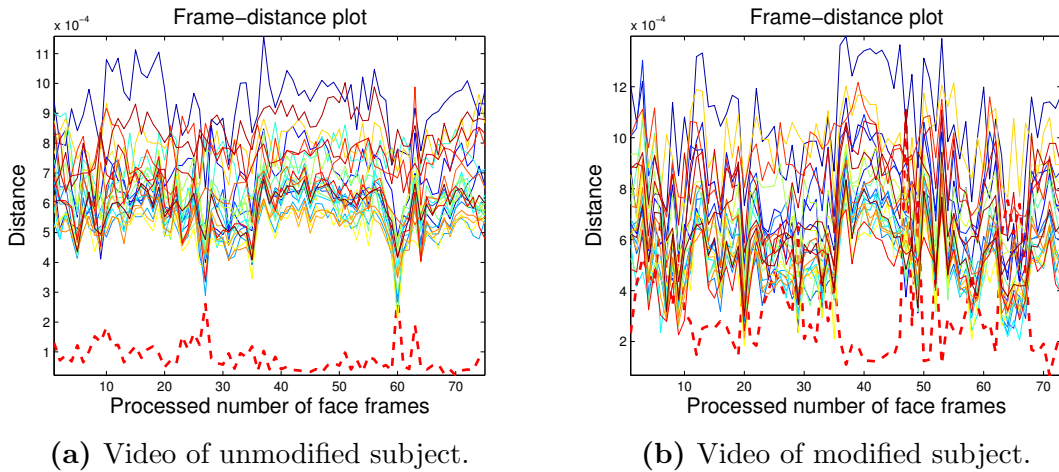 Frame−distance plot
x 10⁻⁴
11
10
9
8
7
6
5
4
3
2
1
Distance
10 20 30 40 50 60 70
Processed number of face frames
(a) Video of unmodified subject.
Frame−distance plot
x 10⁻⁴
12
10
8
6
4
2
Distance
10 20 30 40 50 60 70
Processed number of face frames
(b) Video of modified subject.